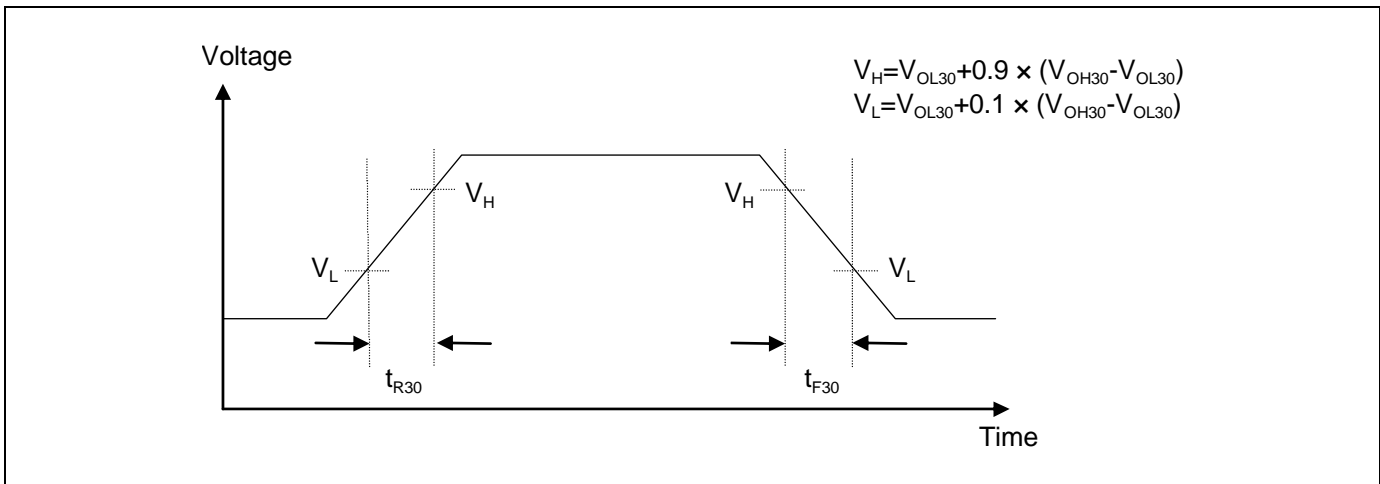 Voltage
V_H=V_OL30+0.9 × (V_OH30-V_OL30)
V_L=V_OL30+0.1 × (V_OH30-V_OL30)
V_H
V_H
V_L
V_L
t_R30
t_F30
Time